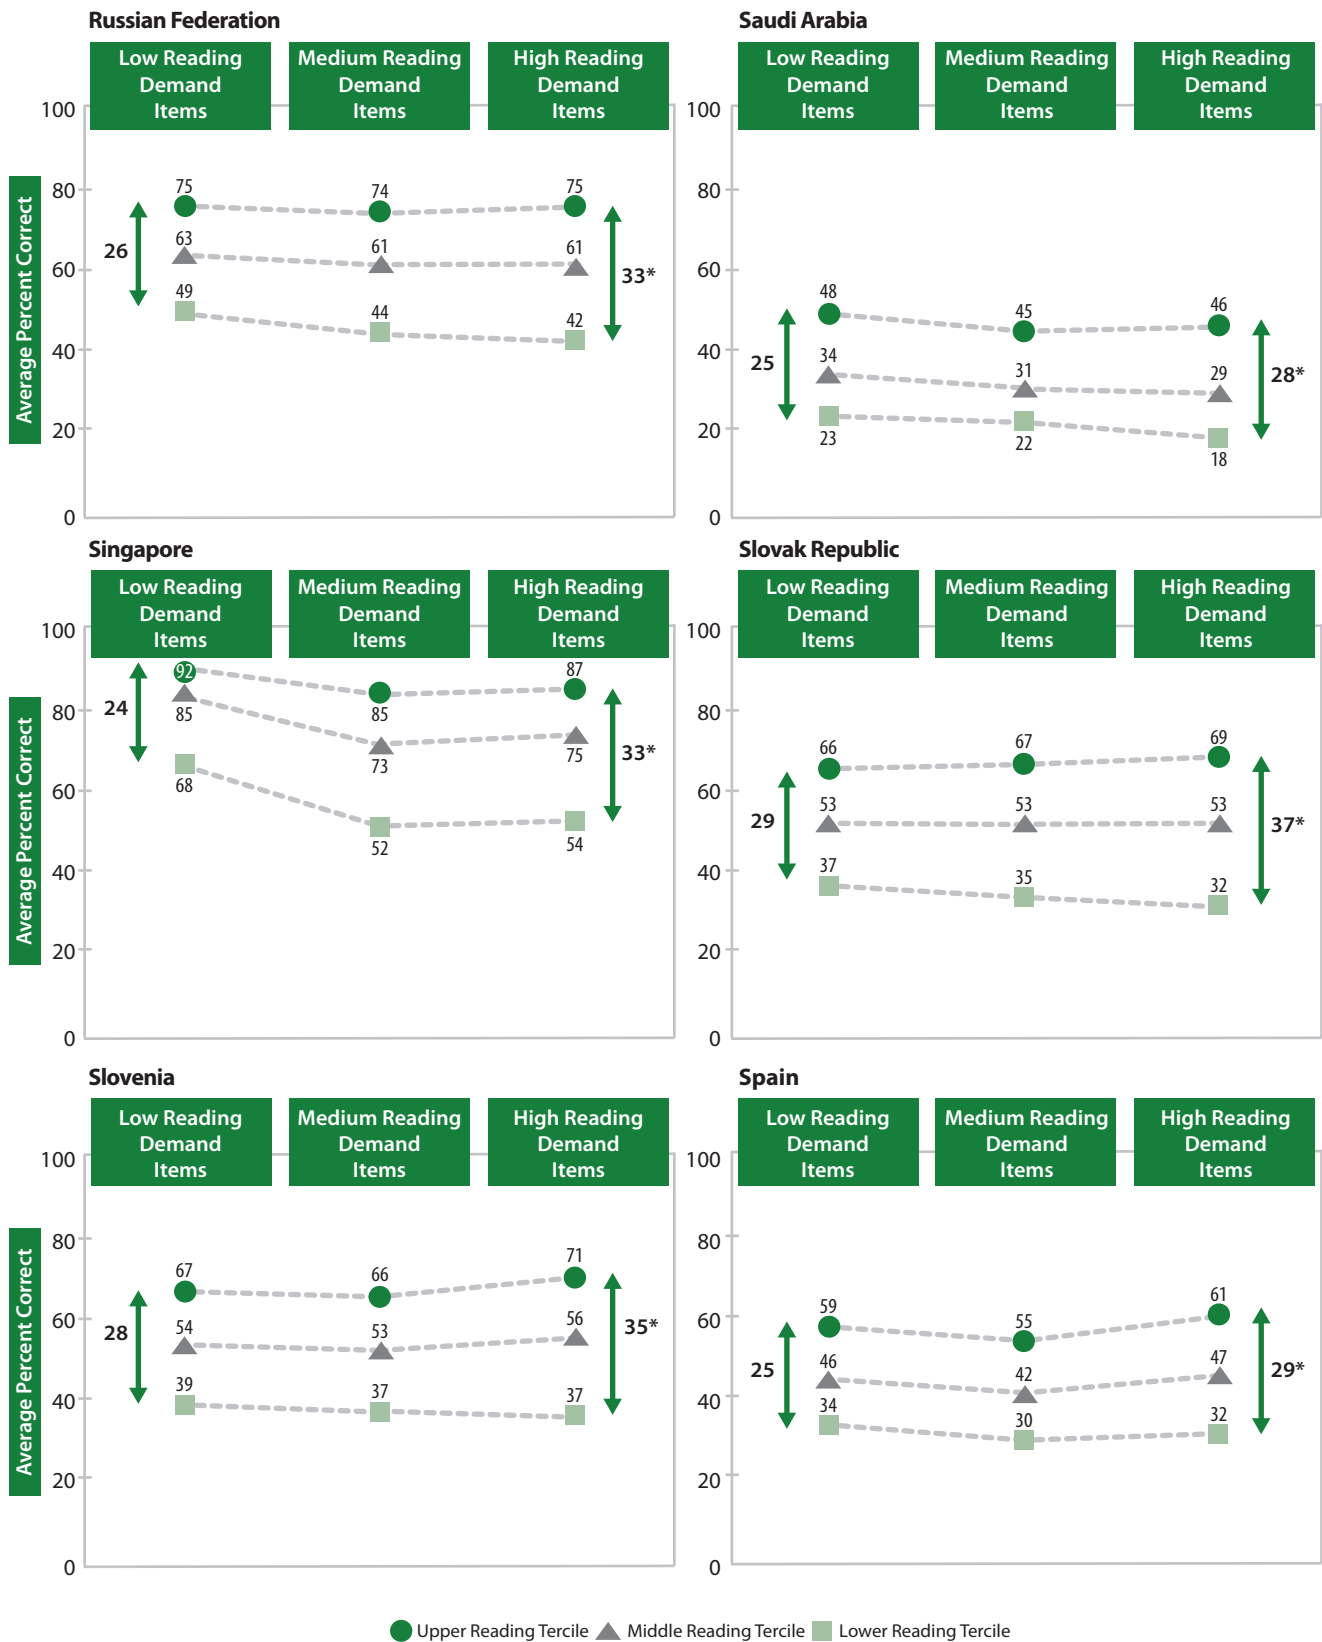 Russian Federation
Low Reading
Demand
Items
Medium Reading
Demand
Items
High Reading
Demand
Items
Average Percent Correct
100
80
60
40
20
0
75
74
75
63
61
61
49
44
42
26
33*
Saudi Arabia
Low Reading
Demand
Items
Medium Reading
Demand
Items
High Reading
Demand
Items
100
80
60
40
20
0
48
45
46
34
31
29
23
22
18
25
28*
Singapore
Low Reading
Demand
Items
Medium Reading
Demand
Items
High Reading
Demand
Items
Average Percent Correct
100
80
60
40
20
0
92
85
87
85
73
75
68
52
54
24
33*
Slovak Republic
Low Reading
Demand
Items
Medium Reading
Demand
Items
High Reading
Demand
Items
100
80
60
40
20
0
66
67
69
53
53
53
37
35
32
29
37*
Slovenia
Low Reading
Demand
Items
Medium Reading
Demand
Items
High Reading
Demand
Items
Average Percent Correct
100
80
60
40
20
0
67
66
71
54
53
56
39
37
37
28
35*
Spain
Low Reading
Demand
Items
Medium Reading
Demand
Items
High Reading
Demand
Items
100
80
60
40
20
0
59
55
61
46
42
47
34
30
32
25
29*
Upper Reading Tercile Middle Reading Tercile Lower Reading Tercile